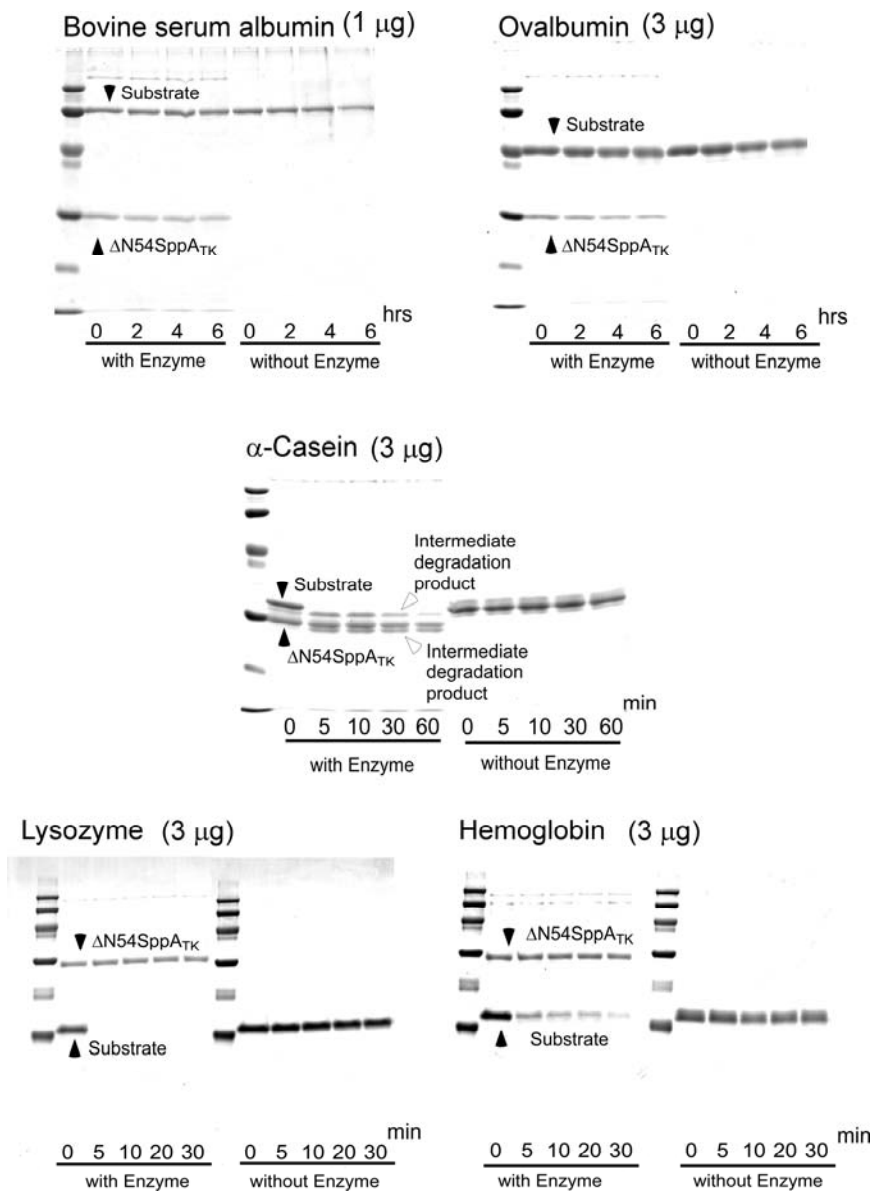 Bovine serum albumin (1 μg)
Substrate
ΔN54SppATK
0 2 4 6 0 2 4 6 hrs
with Enzyme without Enzyme
Ovalbumin (3 μg)
Substrate
ΔN54SppATK
0 2 4 6 0 2 4 6 hrs
with Enzyme without Enzyme
α-Casein (3 μg)
Intermediate
degradation
product
Substrate
ΔN54SppATK
Intermediate
degradation
product
min
0 5 10 30 60 0 5 10 30 60
with Enzyme without Enzyme
Lysozyme (3 μg)
ΔN54SppATK
Substrate
min
0 5 10 20 30 0 5 10 20 30
with Enzyme without Enzyme
Hemoglobin (3 μg)
ΔN54SppATK
Substrate
min
0 5 10 20 30 0 5 10 20 30
with Enzyme without Enzyme